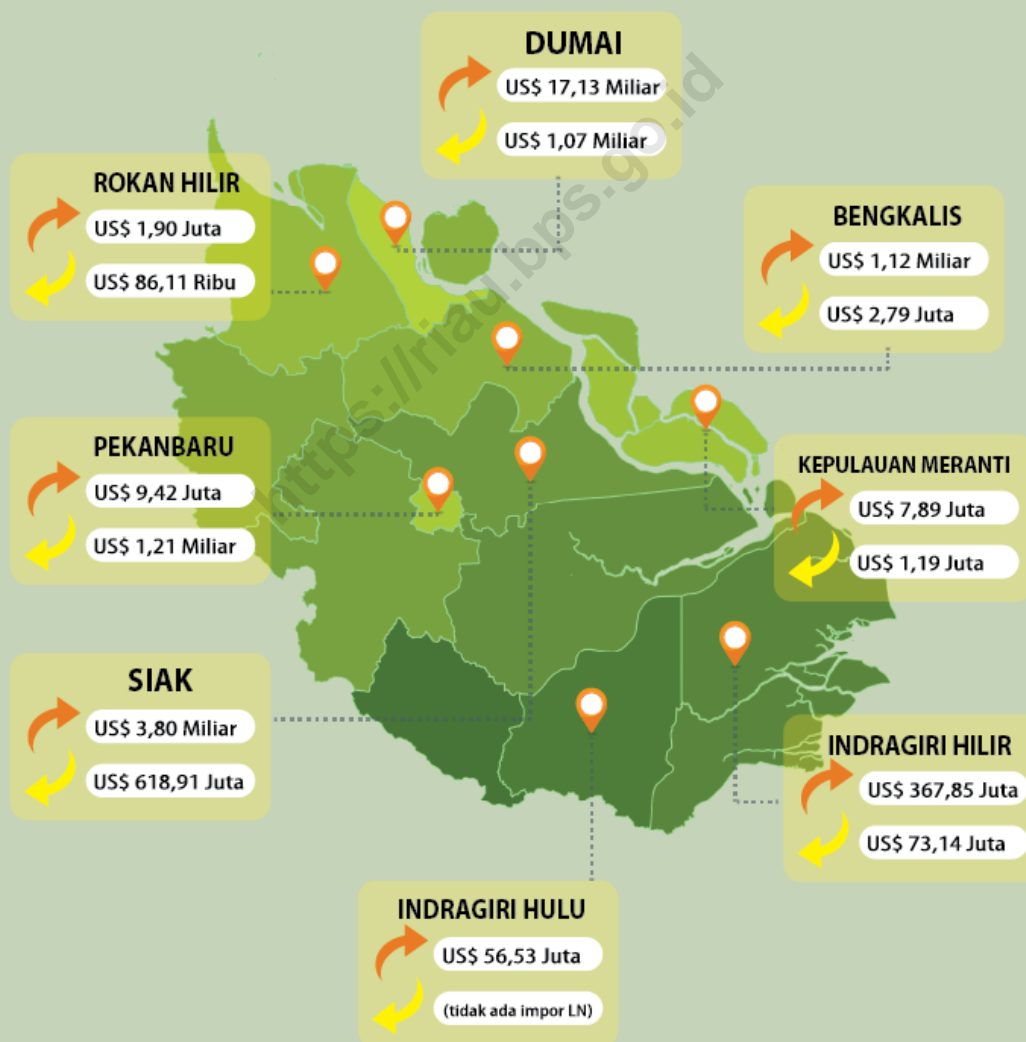 DUMAI
US$ 17,13 Miliar
US$ 1,07 Miliar
ROKAN HILIR
US$ 1,90 Juta
US$ 86,11 Ribu
BENGKALIS
US$ 1,12 Miliar
US$ 2,79 Juta
PEKANBARU
US$ 9,42 Juta
US$ 1,21 Miliar
KEPULAUAN MERANTI
US$ 7,89 Juta
US$ 1,19 Juta
SIAK
US$ 3,80 Miliar
US$ 618,91 Juta
INDRAGIRI HILIR
US$ 367,85 Juta
US$ 73,14 Juta
INDRAGIRI HULU
US$ 56,53 Juta
(tidak ada impor LN)
https://riau.bps.go.id